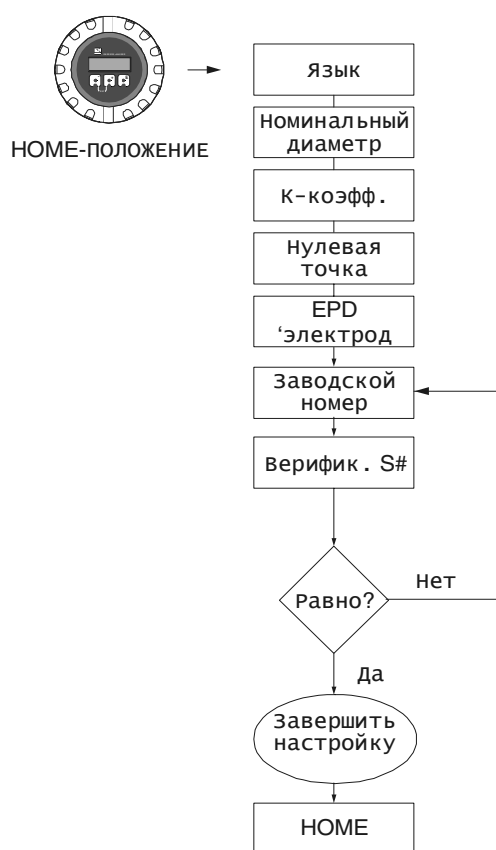 Язык
HOME-ПОЛОЖЕНИЕ
Номинальный
диаметр
К-коэфф.
Нулевая
точка
EPD
‘электрод
Заводской
номер
Верифик. S#
Равно?
Нет
Да
Завершить
настройку
HOME